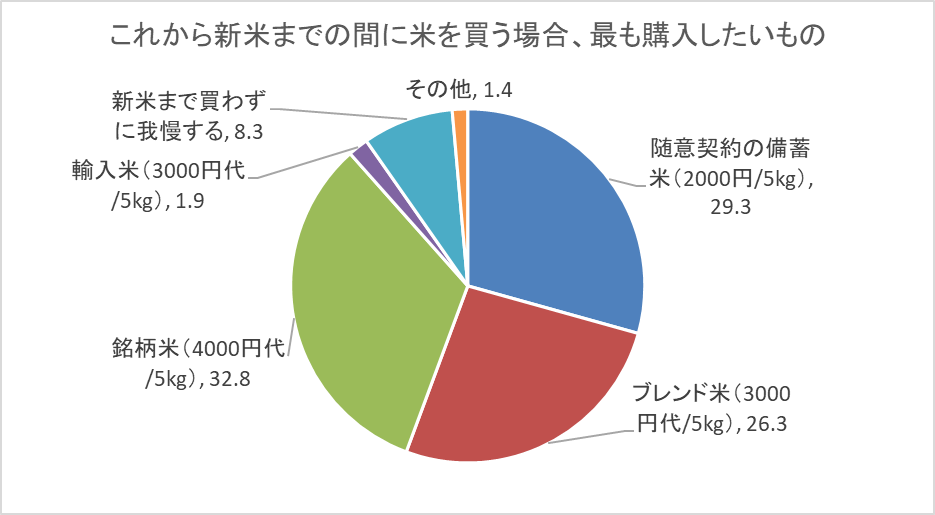 これから新米までの間に米を買う場合、最も購入したいもの
その他, 1.4
新米まで買わず
に我慢する, 8.3
輸入米（3000円代
/5kg）, 1.9
銘柄米（4000円代
/5kg）, 32.8
随意契約の備蓄
米（2000円/5kg）,
29.3
ブレンド米（3000
円代/5kg）, 26.3